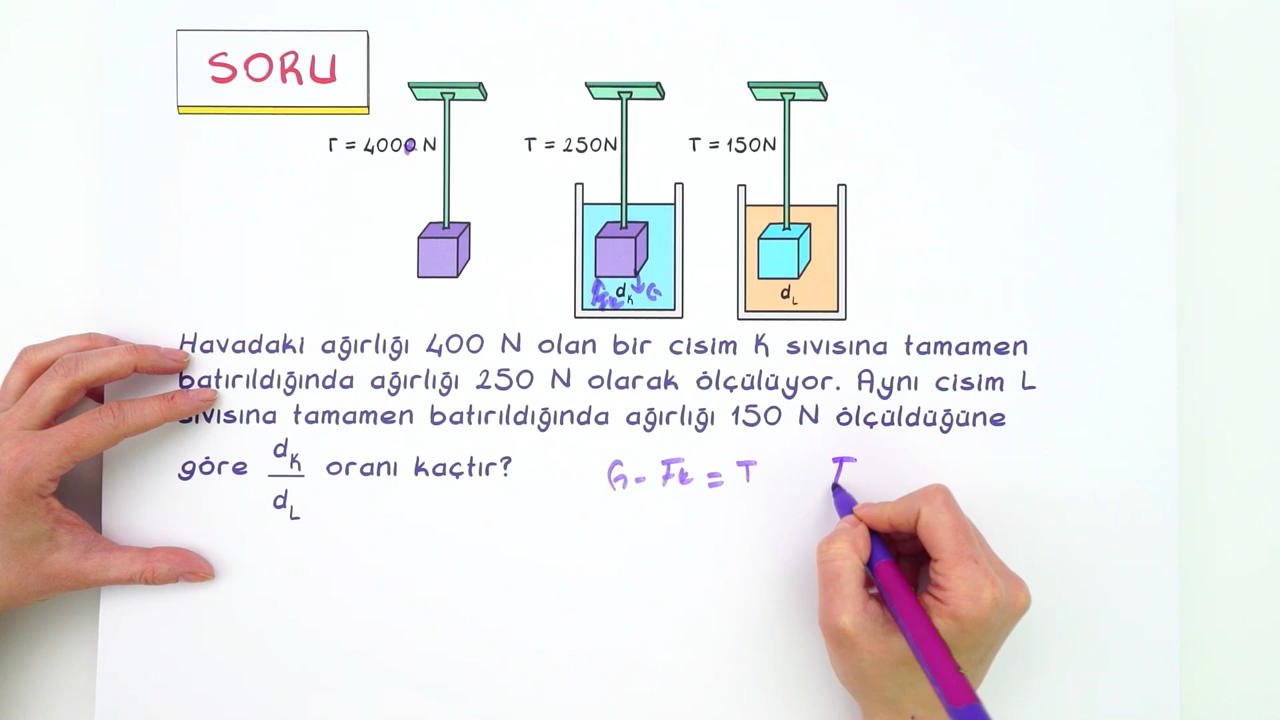 SORU
T = 4000 N
T = 250N
T = 150N
Fk
G
dK
dL
Havadaki ağırlığı 400 N olan bir cisim K sıvısına tamamen
batırıldığında ağırlığı 250 N olarak ölçülüyor. Aynı cisim L
sıvısına tamamen batırıldığında ağırlığı 150 N ölçüldüğüne
göre dK/dL oranı kaçtır?
G - Fk = T
T